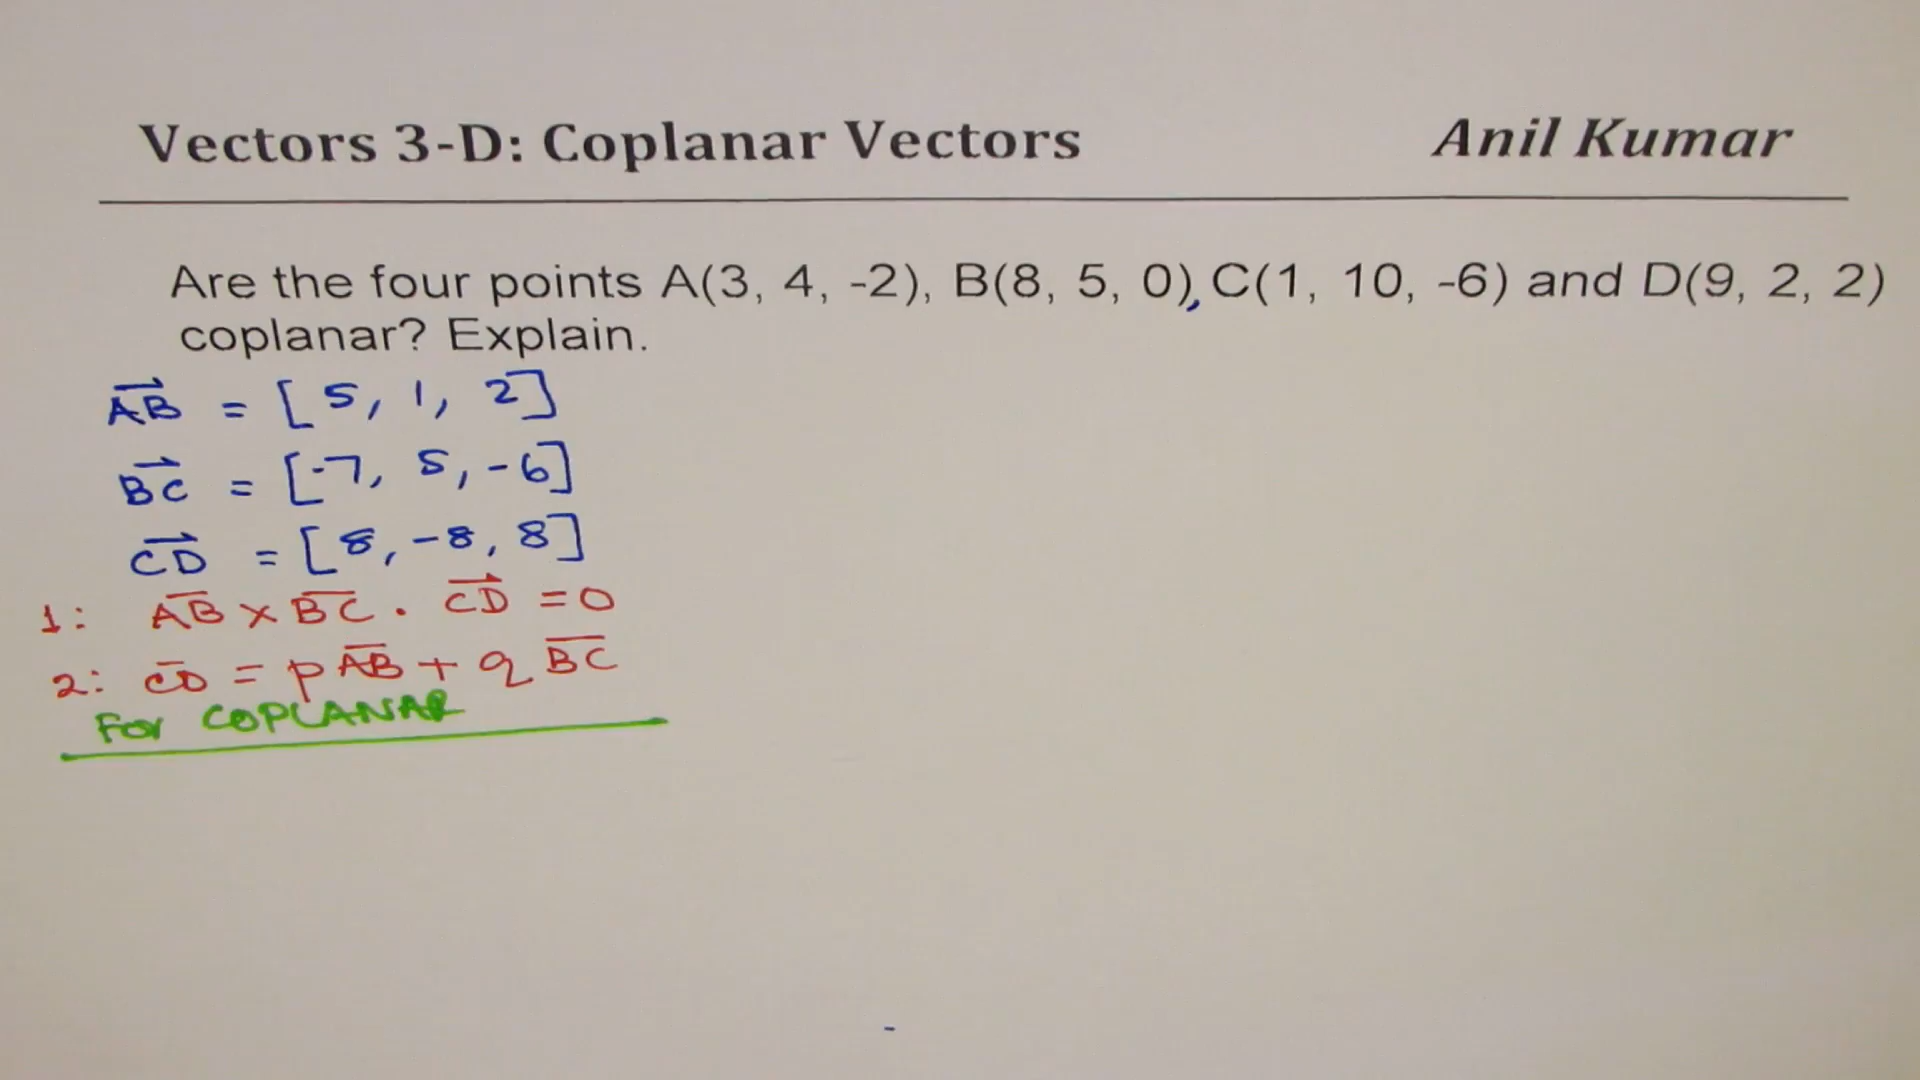 Vectors 3-D: Coplanar Vectors Anil Kumar
Are the four points A(3, 4, -2), B(8, 5, 0), C(1, 10, -6) and D(9, 2, 2)
coplanar? Explain.
AB = [5, 1, 2]
BC = [-7, 5, -6]
CD = [8, -8, 8]
1: AB × BC · CD = 0
2: CD = pAB + qBC
For COPLANAR